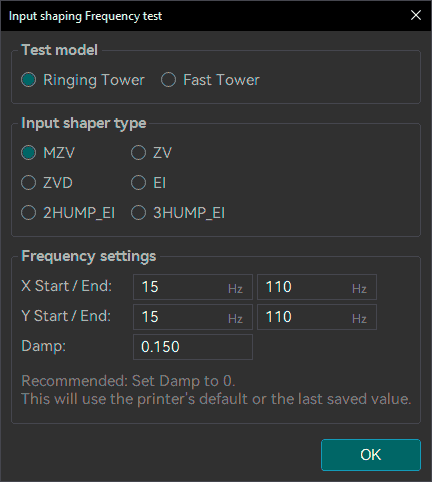 Input shaping Frequency test
Test model
Ringing Tower Fast Tower
Input shaper type
MZV ZV
ZVD EI
2HUMP_EI 3HUMP_EI
Frequency settings
X Start / End: 15 Hz 110 Hz
Y Start / End: 15 Hz 110 Hz
Damp: 0.150
Recommended: Set Damp to 0.
This will use the printer's default or the last saved value.
OK